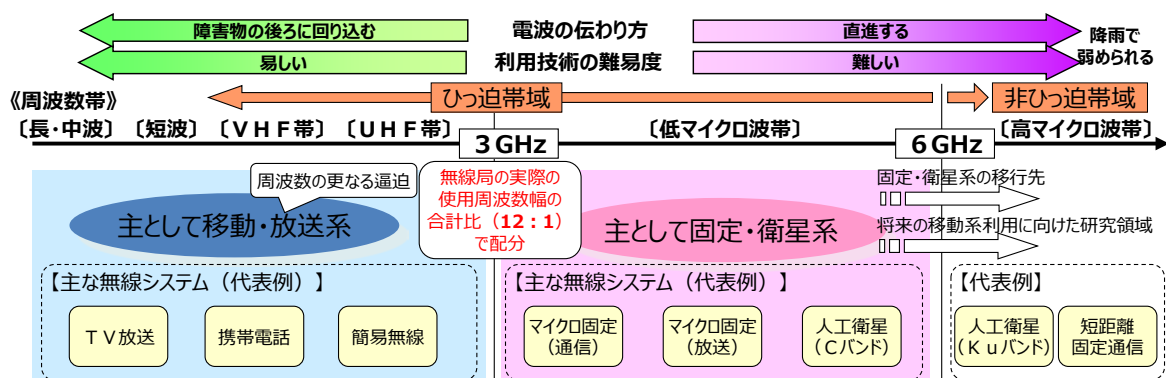 障害物の後ろに回り込む
電波の伝わり方
直進する
降雨で
弱められる
易しい
利用技術の難易度
難しい
《周波数帯》
ひっ迫帯域
非ひっ迫帯域
〔長・中波〕
〔短波〕
〔VHF帯〕
〔UHF帯〕
〔低マイクロ波帯〕
〔高マイクロ波帯〕
3GHz
6GHz
周波数の更なる逼迫
主として移動・放送系
無線局の実際の
使用周波数幅の
合計比（12：1）
で配分
主として固定・衛星系
固定・衛星系の移行先
将来の移動系利用に向けた研究領域
【主な無線システム（代表例）】
TV放送
携帯電話
簡易無線
【主な無線システム（代表例）】
マイクロ固定
（通信）
マイクロ固定
（放送）
人工衛星
（Cバンド）
【代表例】
人工衛星
（Kuバンド）
短距離
固定通信